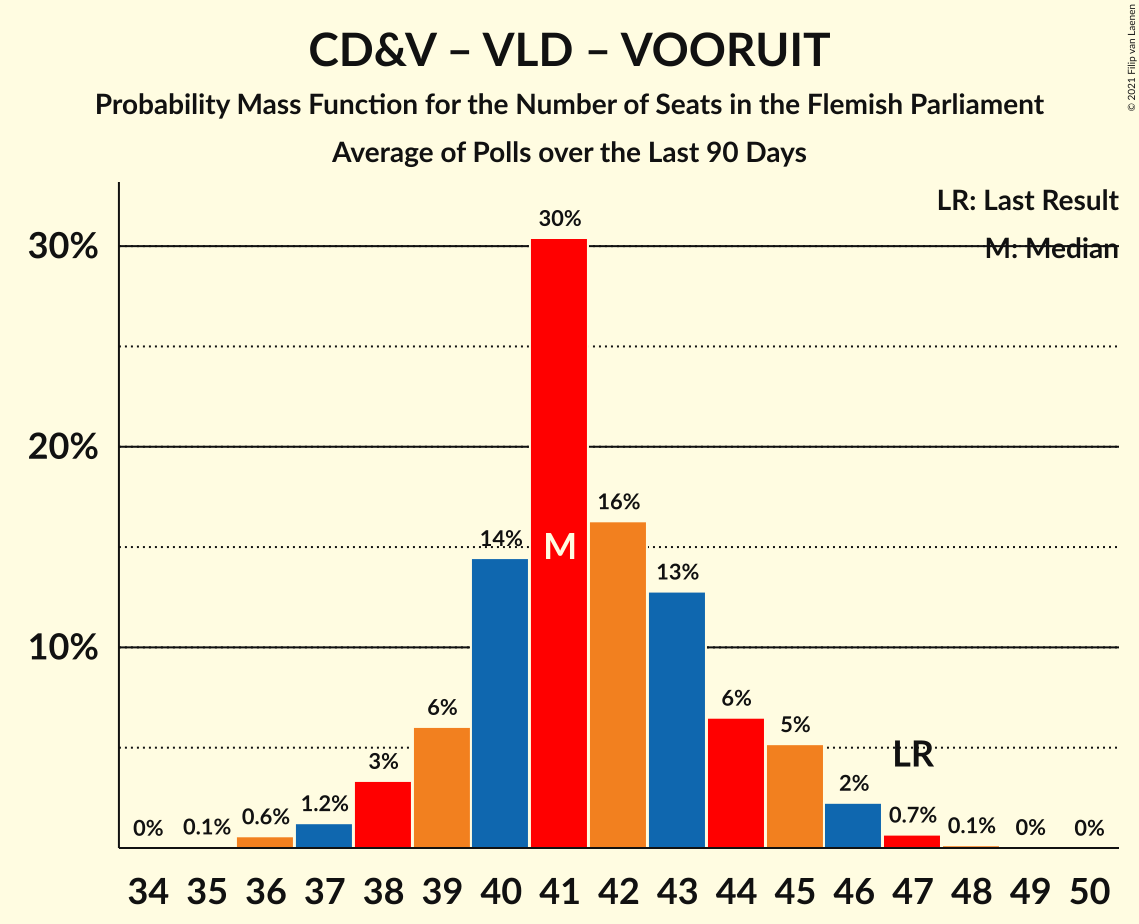 CD&V – VLD – VOORUIT
Probability Mass Function for the Number of Seats in the Flemish Parliament
Average of Polls over the Last 90 Days
© 2021 Filip van Laenen
LR: Last Result
M: Median
30%
20%
10%
0%
0.1%
0.6%
1.2%
3%
6%
14%
30%
16%
13%
6%
5%
2%
0.7%
0.1%
0%
0%
M
LR
34 35 36 37 38 39 40 41 42 43 44 45 46 47 48 49 50